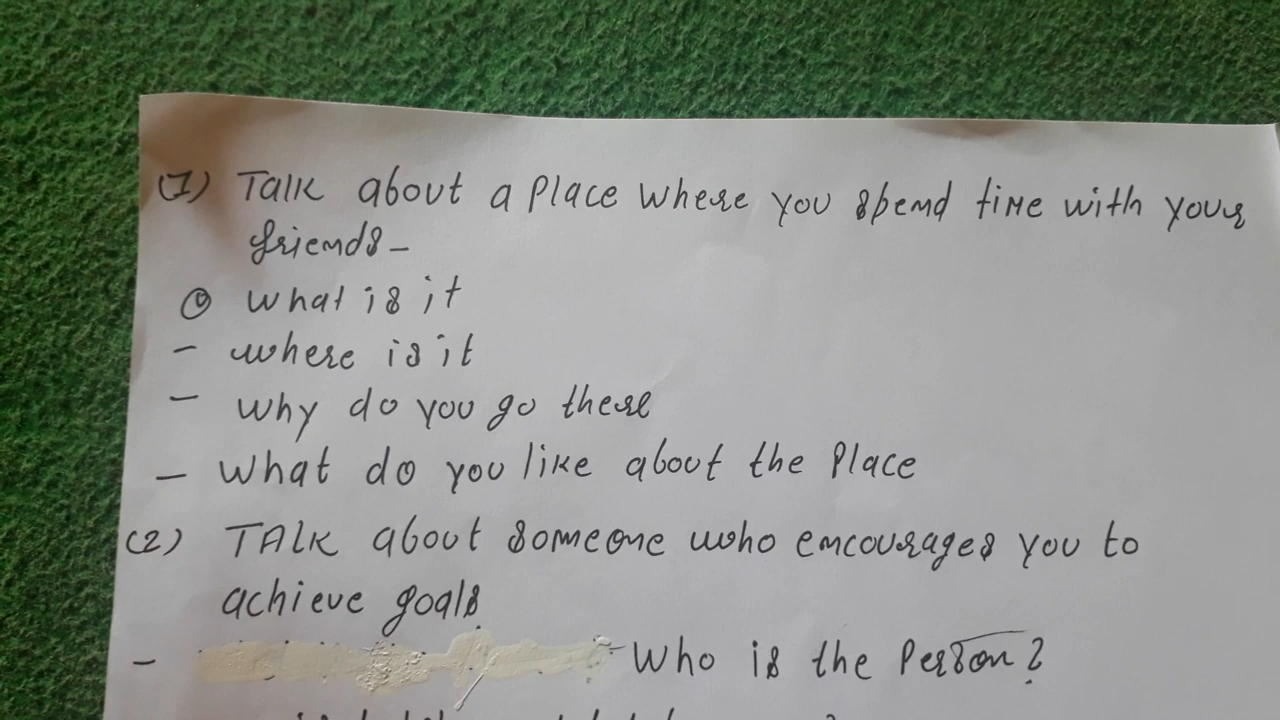 (1) Talk about a Place where you spend time with your
friends-
what is it
- where is it
- why do you go there
- What do you like about the Place
(2) TAlk about someone who encourages you to
achieve goals
- Who is the Person?